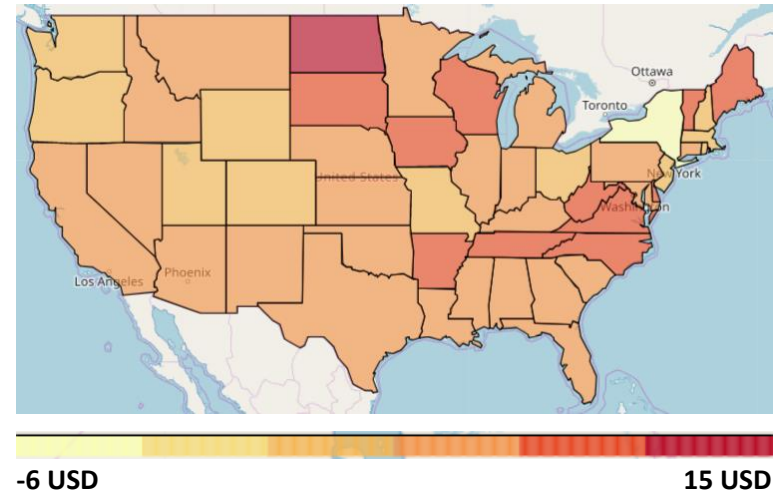 Ottawa
Toronto
United States
New York
Washington
Los Angeles
Phoenix
-6 USD
15 USD